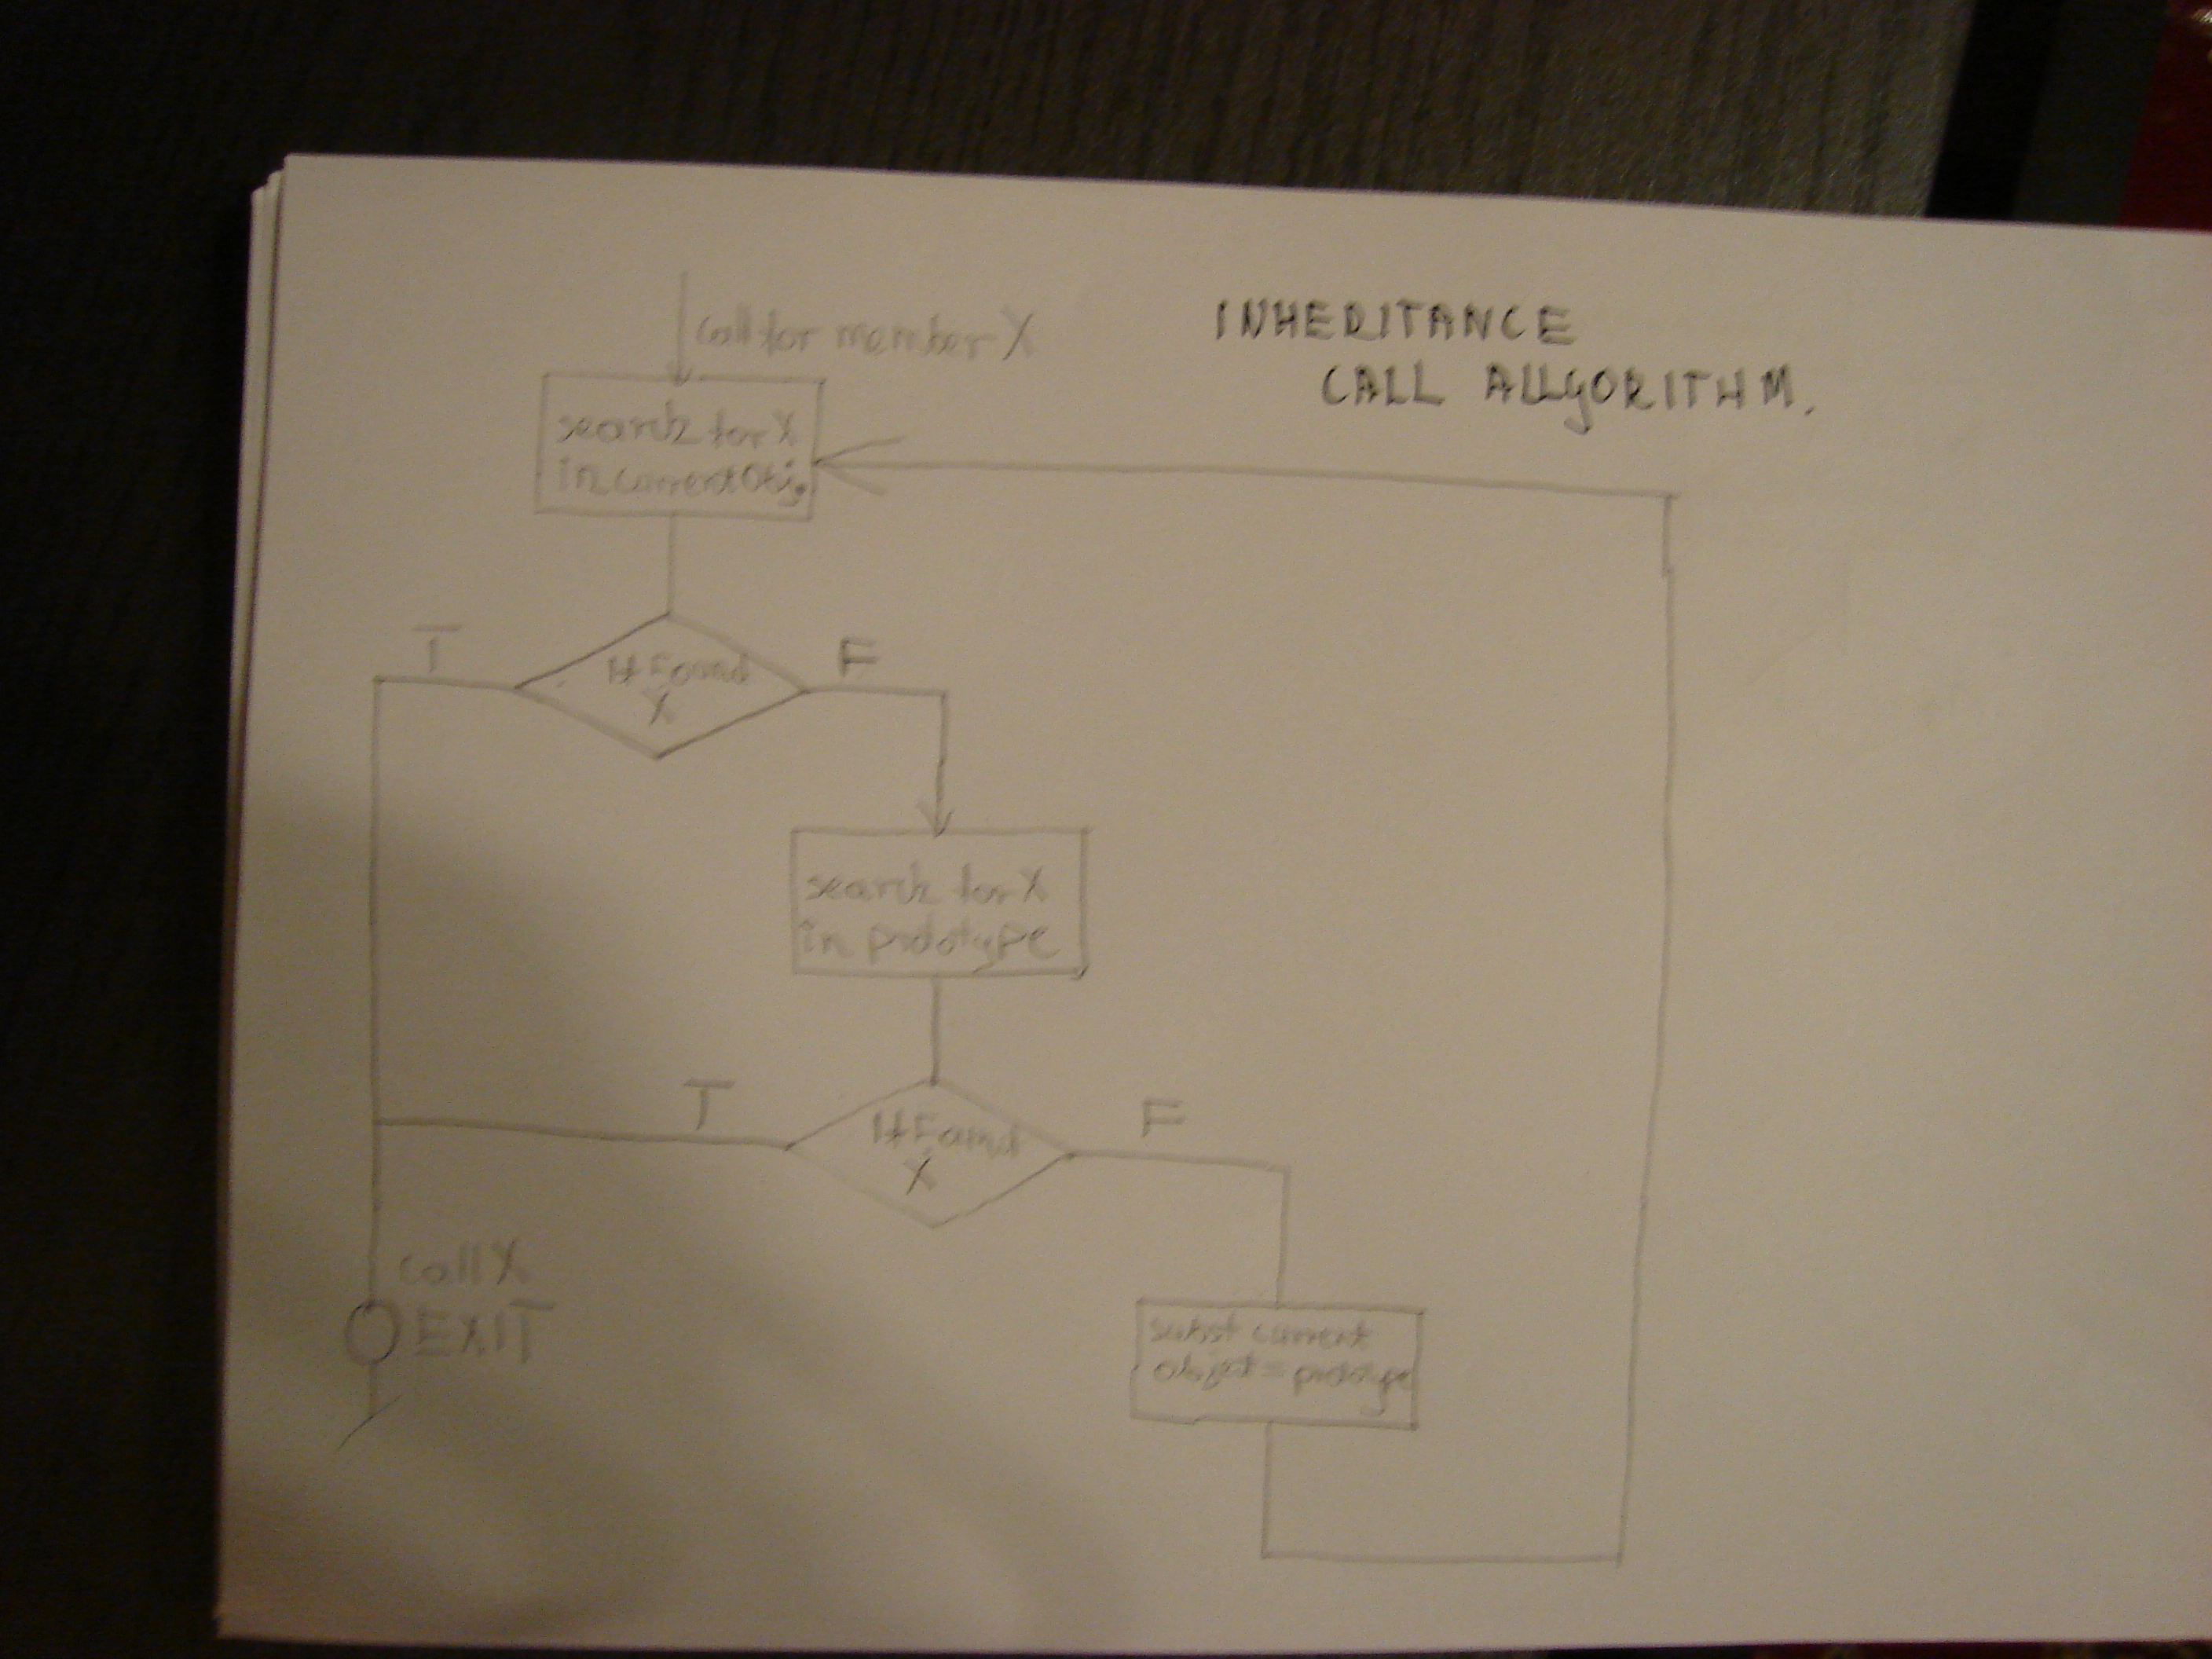 INHERITANCE
CALL ALLgORITHM.
call for member X
search for X
in current Obj.
T
F
If Found
X
search for X
in prototype
T
F
If Found
X
call X
EXIT
subst current
object = prototype